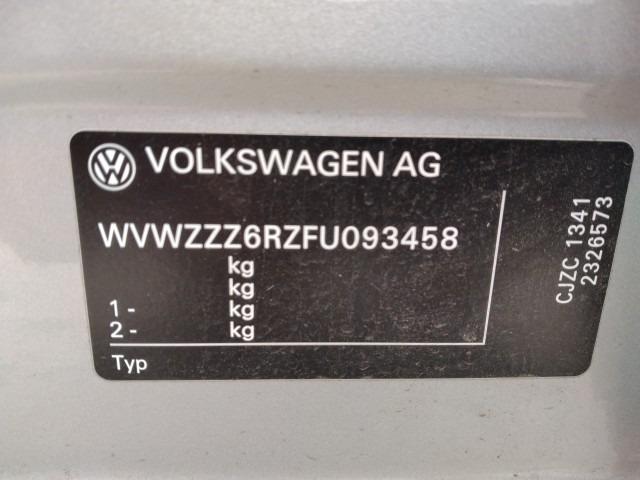 VOLKSWAGEN AG
WVWZZZ6RZFU093458
kg
kg
1- kg
2- kg
Typ
CJZC 1341
2326573